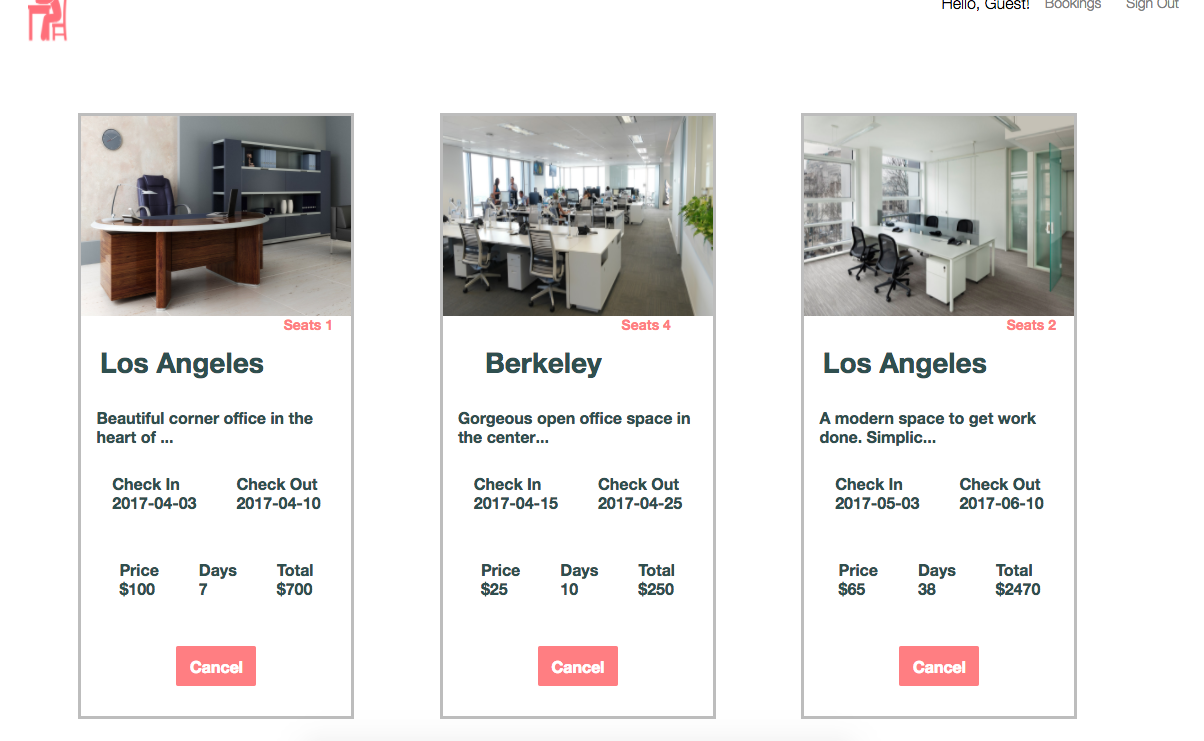 Hello, Guest! Bookings Sign Out
Seats 1
Los Angeles
Beautiful corner office in the
heart of ...
Check In Check Out
2017-04-03 2017-04-10
Price Days Total
$100 7 $700
Cancel
Seats 4
Berkeley
Gorgeous open office space in
the center...
Check In Check Out
2017-04-15 2017-04-25
Price Days Total
$25 10 $250
Cancel
Seats 2
Los Angeles
A modern space to get work
done. Simplic...
Check In Check Out
2017-05-03 2017-06-10
Price Days Total
$65 38 $2470
Cancel